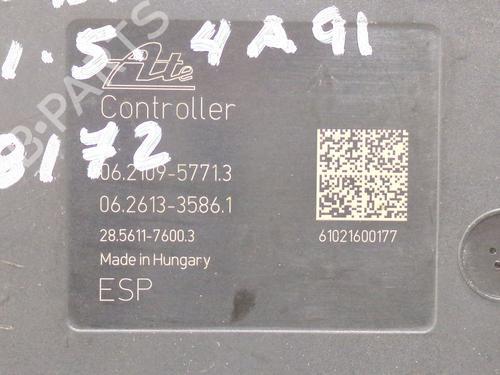 1.5 4A91
Ate
Controller
8172
06.2109-5771.3
06.2613-3586.1
28.5611-7600.3
61021600177
Made in Hungary
ESP